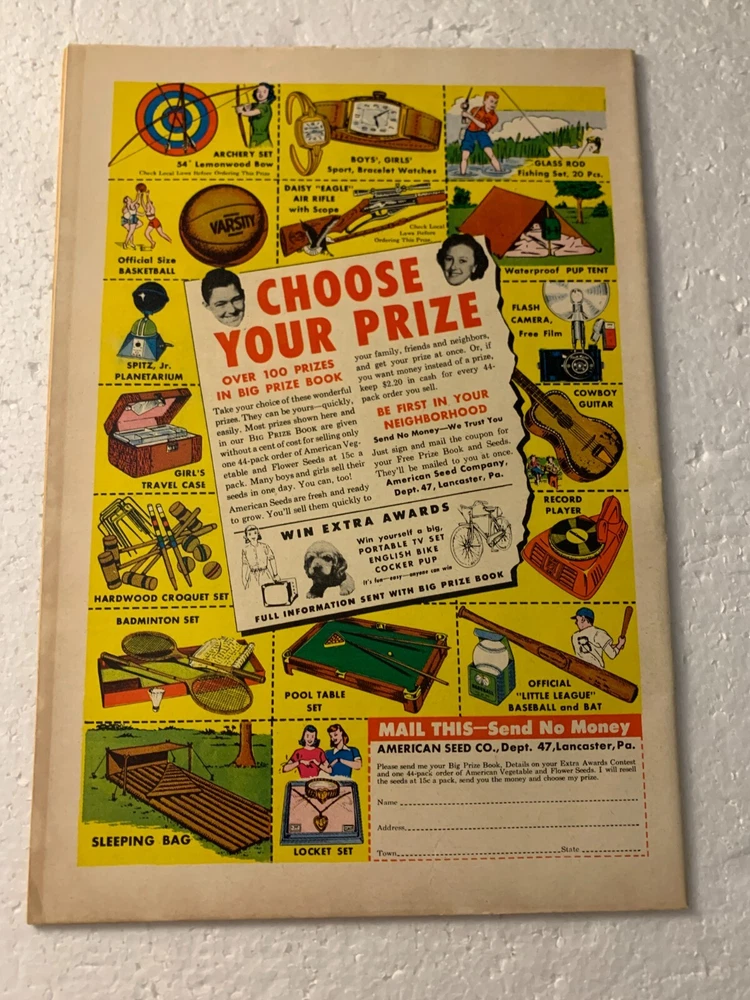 ARCHERY SET
54" Lemonwood Bow
Check Local Laws Before Ordering This Prize
BOYS', GIRLS'
Sport, Bracelet Watches
GLASS ROD
Fishing Set, 20 Pcs.
Official Size
BASKETBALL
VARSITY
DAISY "EAGLE"
AIR RIFLE
with Scope
Check Local
Laws Before
Ordering This Prize
Waterproof PUP TENT
SPITZ, Jr.
PLANETARIUM
FLASH
CAMERA,
Free Film
GIRL'S
TRAVEL CASE
COWBOY
GUITAR
CHOOSE
YOUR PRIZE
OVER 100 PRIZES
IN BIG PRIZE BOOK
Take your choice of these wonderful
prizes. They can be yours—quickly,
easily. Most prizes shown here and
in our BIG PRIZE BOOK are given
without a cent of cost for selling only
one 44-pack order of American Veg-
etable and Flower Seeds at 15c a
pack. Many boys and girls sell their
seeds in one day. You can, too!
American Seeds are fresh and ready
to grow. You'll sell them quickly to
your family, friends and neighbors,
and get your prize at once. Or, if
you want money instead of a prize,
keep $2.20 in cash for every 44-
pack order you sell.
BE FIRST IN YOUR
NEIGHBORHOOD
Send No Money—We Trust You
Just sign and mail the coupon for
your Free Prize Book and Seeds.
They'll be mailed to you at once.
American Seed Company,
Dept. 47, Lancaster, Pa.
WIN EXTRA AWARDS
Win yourself a big,
PORTABLE TV SET
ENGLISH BIKE
COCKER PUP
It's fun—easy—anyone can win
FULL INFORMATION SENT WITH BIG PRIZE BOOK
HARDWOOD CROQUET SET
RECORD
PLAYER
BADMINTON SET
POOL TABLE
SET
OFFICIAL
"LITTLE LEAGUE"
BASEBALL and BAT
8
SLEEPING BAG
LOCKET SET
MAIL THIS—Send No Money
AMERICAN SEED CO., Dept. 47, Lancaster, Pa.
Please send me your Big Prize Book, Details on your Extra Awards Contest
and one 44-pack order of American Vegetable and Flower Seeds. I will resell
the seeds at 15c a pack, send you the money and choose my prize.
Name
Address
Town State